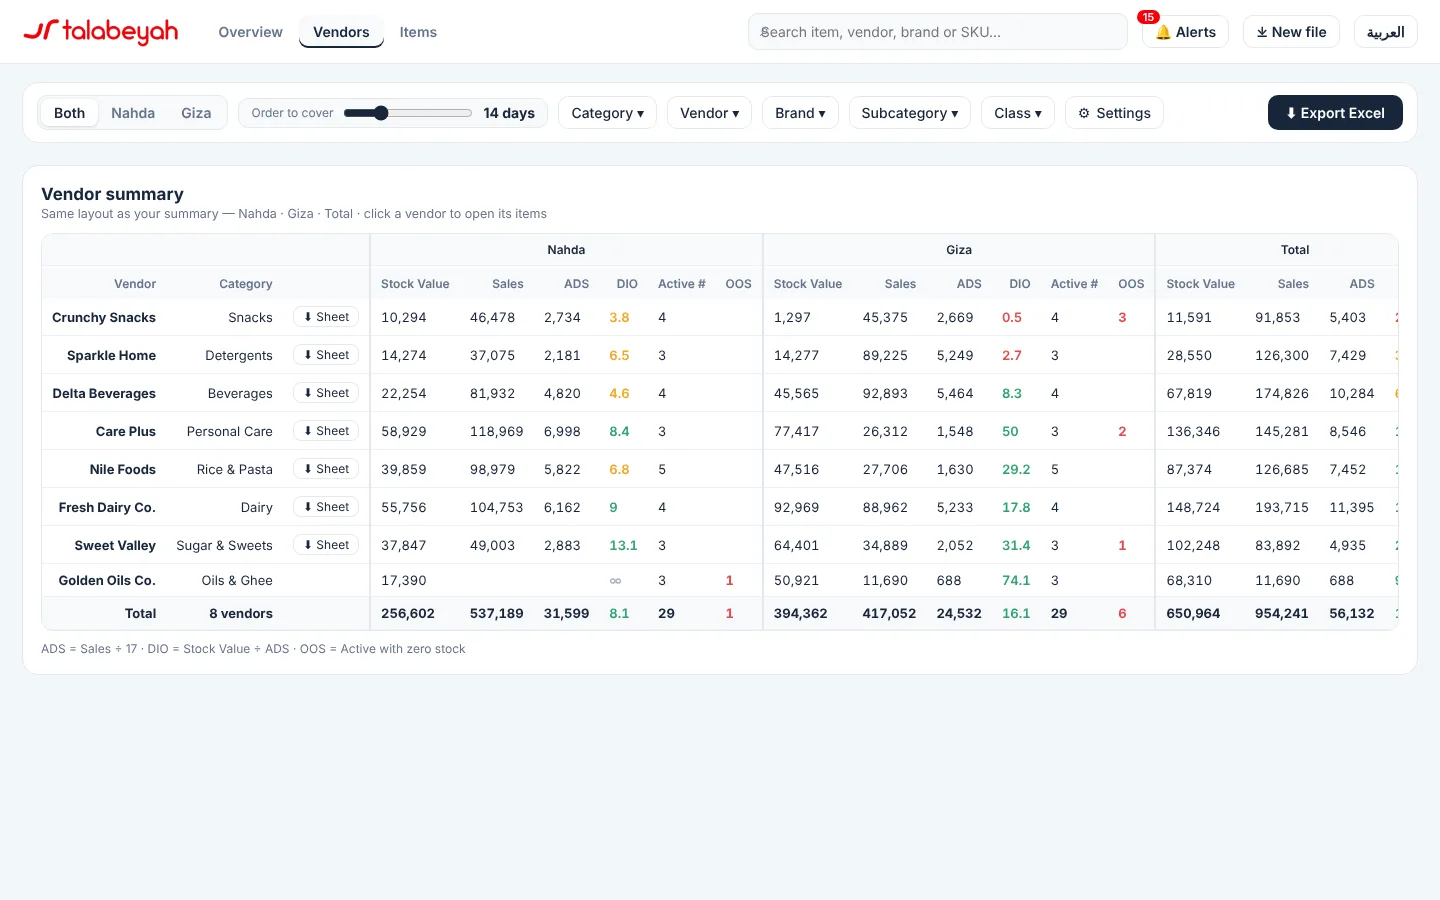 talabeyah
Overview Vendors Items
Search item, vendor, brand or SKU...
15
🔔 Alerts
New file
العربية
Both Nahda Giza
Order to cover 14 days
Category ▾ Vendor ▾ Brand ▾ Subcategory ▾ Class ▾ ⚙ Settings
⬇ Export Excel
Vendor summary
Same layout as your summary — Nahda · Giza · Total · click a vendor to open its items
Nahda Giza Total
Vendor Category Stock Value Sales ADS DIO Active # OOS Stock Value Sales ADS DIO Active # OOS Stock Value Sales ADS
Crunchy Snacks Snacks ⬇ Sheet 10,294 46,478 2,734 3.8 4 1,297 45,375 2,669 0.5 4 3 11,591 91,853 5,403
Sparkle Home Detergents ⬇ Sheet 14,274 37,075 2,181 6.5 3 14,277 89,225 5,249 2.7 3 28,550 126,300 7,429
Delta Beverages Beverages ⬇ Sheet 22,254 81,932 4,820 4.6 4 45,565 92,893 5,464 8.3 4 67,819 174,826 10,284
Care Plus Personal Care ⬇ Sheet 58,929 118,969 6,998 8.4 3 77,417 26,312 1,548 50 3 2 136,346 145,281 8,546
Nile Foods Rice & Pasta ⬇ Sheet 39,859 98,979 5,822 6.8 5 47,516 27,706 1,630 29.2 5 87,374 126,685 7,452
Fresh Dairy Co. Dairy ⬇ Sheet 55,756 104,753 6,162 9 4 92,969 88,962 5,233 17.8 4 148,724 193,715 11,395
Sweet Valley Sugar & Sweets ⬇ Sheet 37,847 49,003 2,883 13.1 3 64,401 34,889 2,052 31.4 3 1 102,248 83,892 4,935
Golden Oils Co. Oils & Ghee 17,390 ∞ 3 1 50,921 11,690 688 74.1 3 68,310 11,690 688
Total 8 vendors 256,602 537,189 31,599 8.1 29 1 394,362 417,052 24,532 16.1 29 6 650,964 954,241 56,132
ADS = Sales ÷ 17 · DIO = Stock Value ÷ ADS · OOS = Active with zero stock